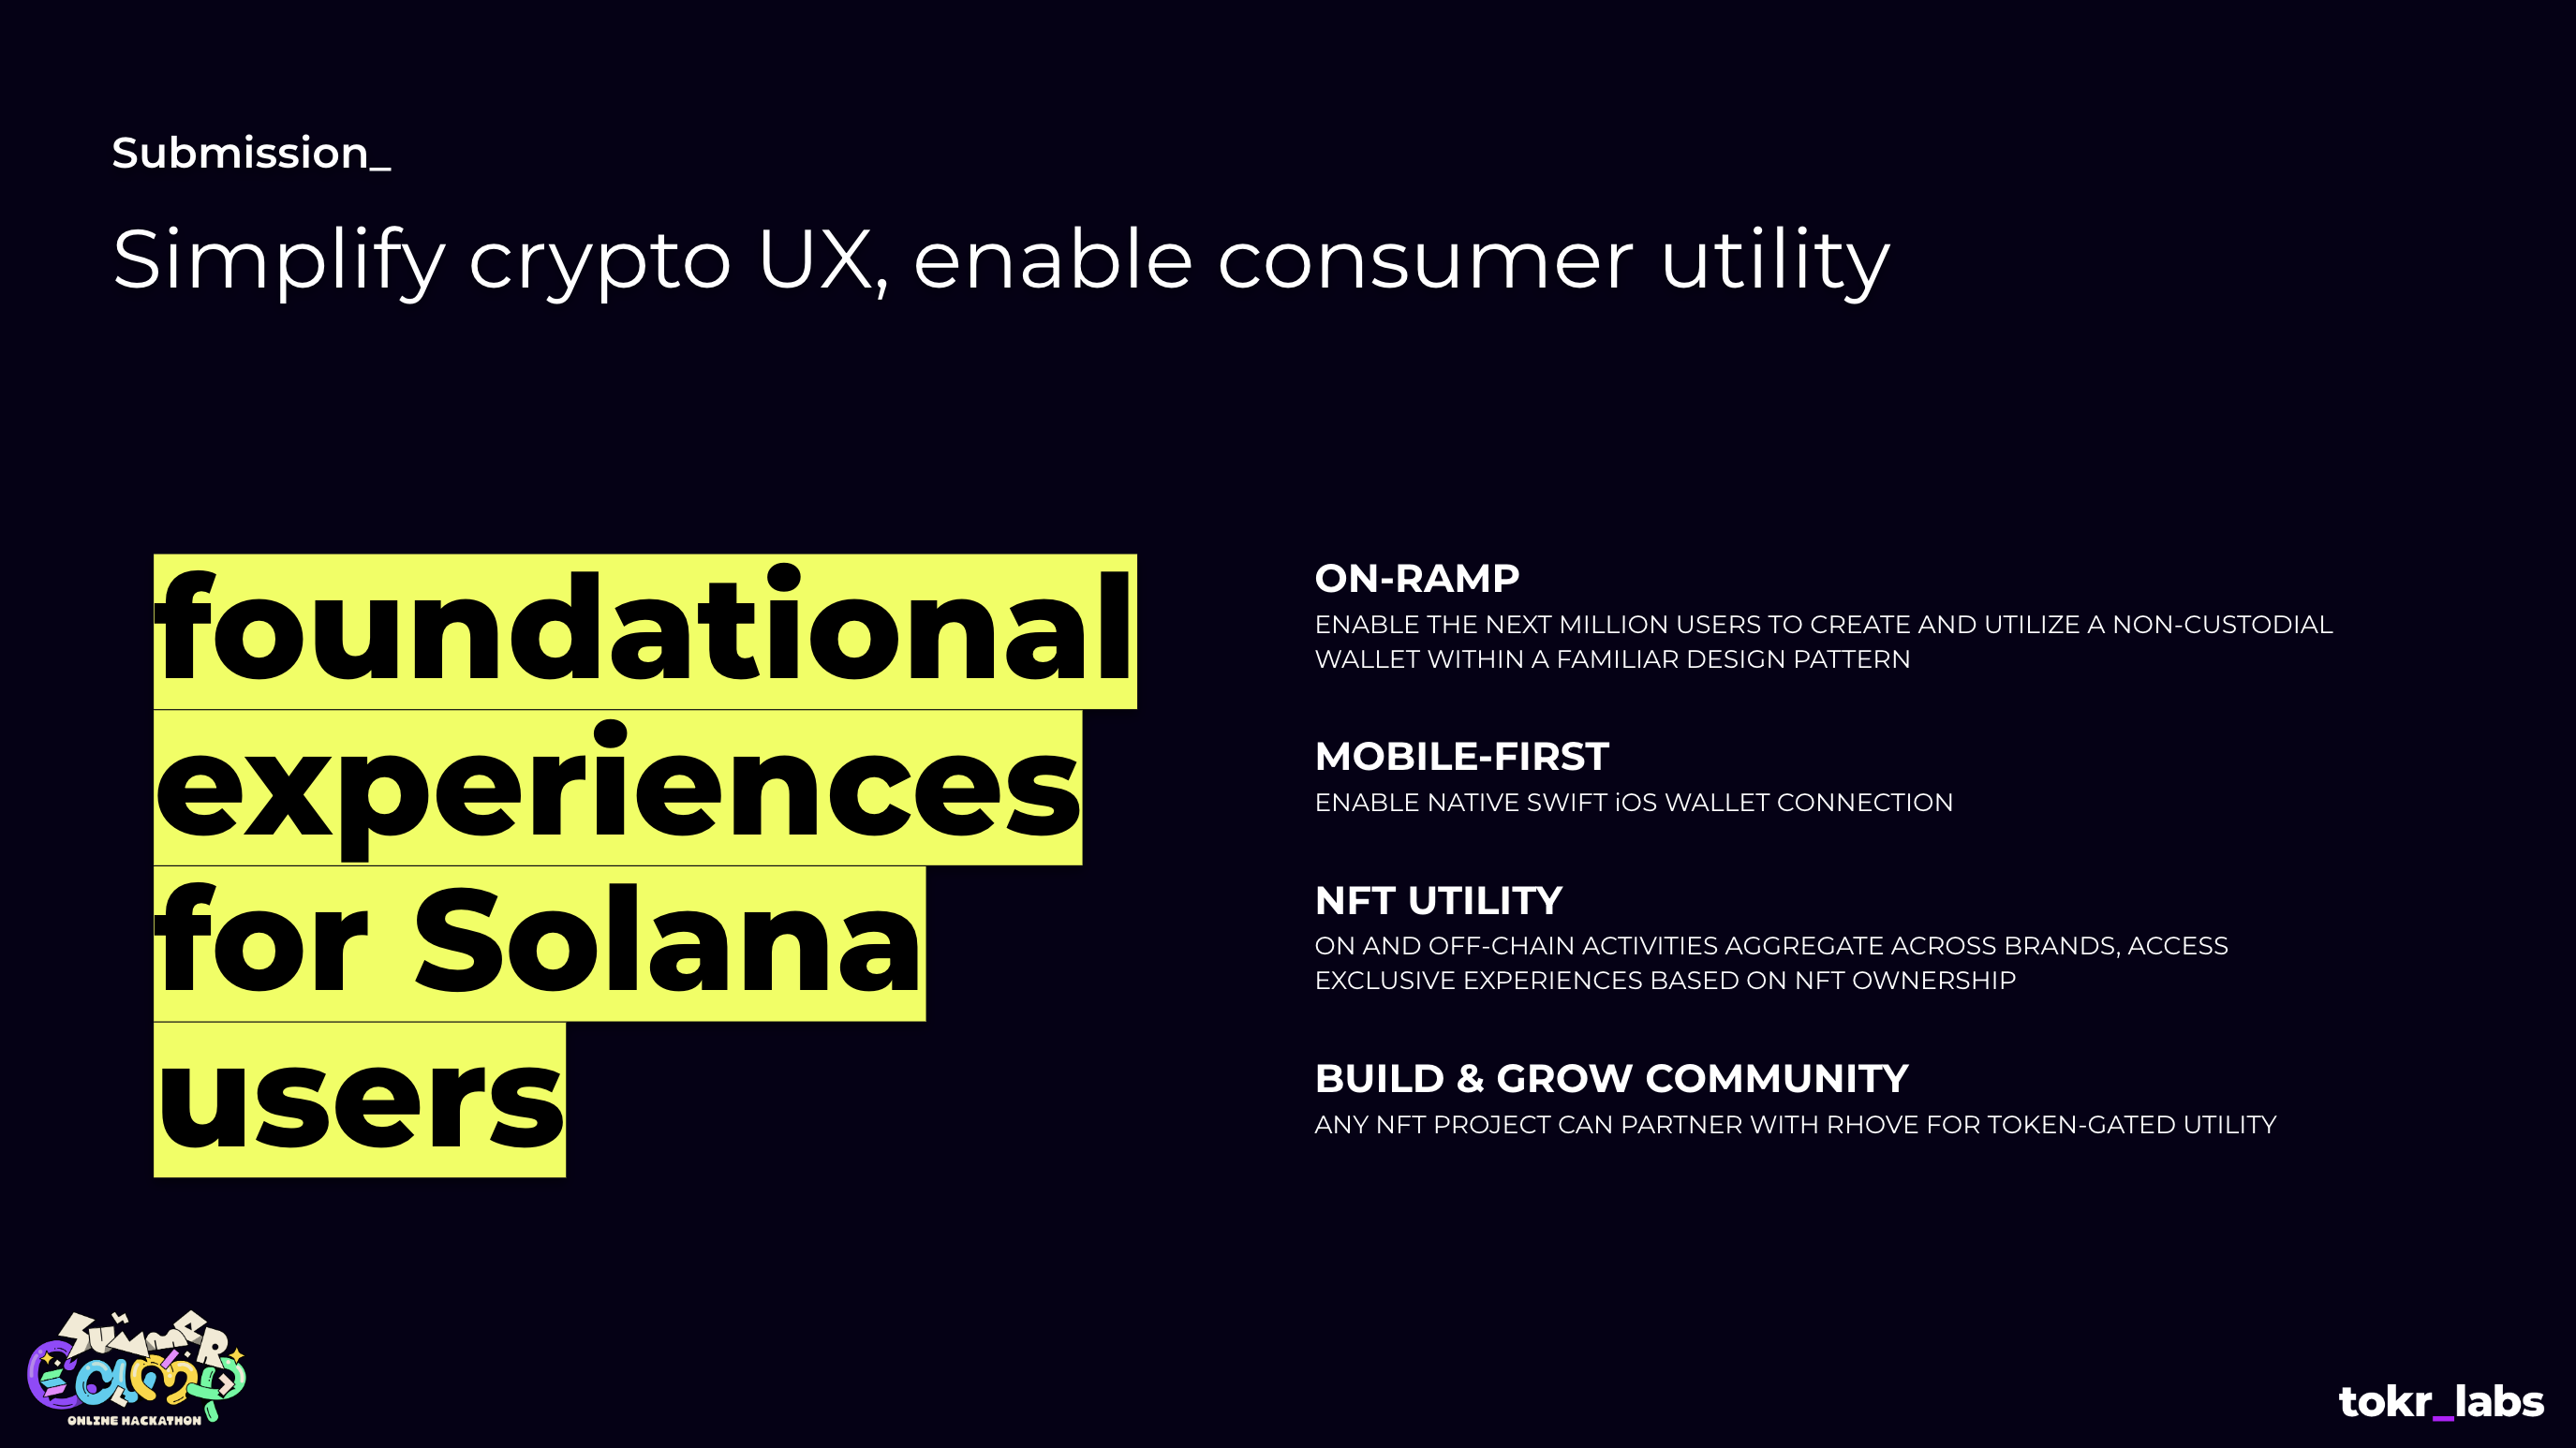 Submission_
Simplify crypto UX, enable consumer utility
foundational
experiences
for Solana
users
ON-RAMP
ENABLE THE NEXT MILLION USERS TO CREATE AND UTILIZE A NON-CUSTODIAL
WALLET WITHIN A FAMILIAR DESIGN PATTERN
MOBILE-FIRST
ENABLE NATIVE SWIFT iOS WALLET CONNECTION
NFT UTILITY
ON AND OFF-CHAIN ACTIVITIES AGGREGATE ACROSS BRANDS, ACCESS
EXCLUSIVE EXPERIENCES BASED ON NFT OWNERSHIP
BUILD & GROW COMMUNITY
ANY NFT PROJECT CAN PARTNER WITH RHOVE FOR TOKEN-GATED UTILITY
SUMMER
CAMP
ONLINE HACKATHON
tokr_labs